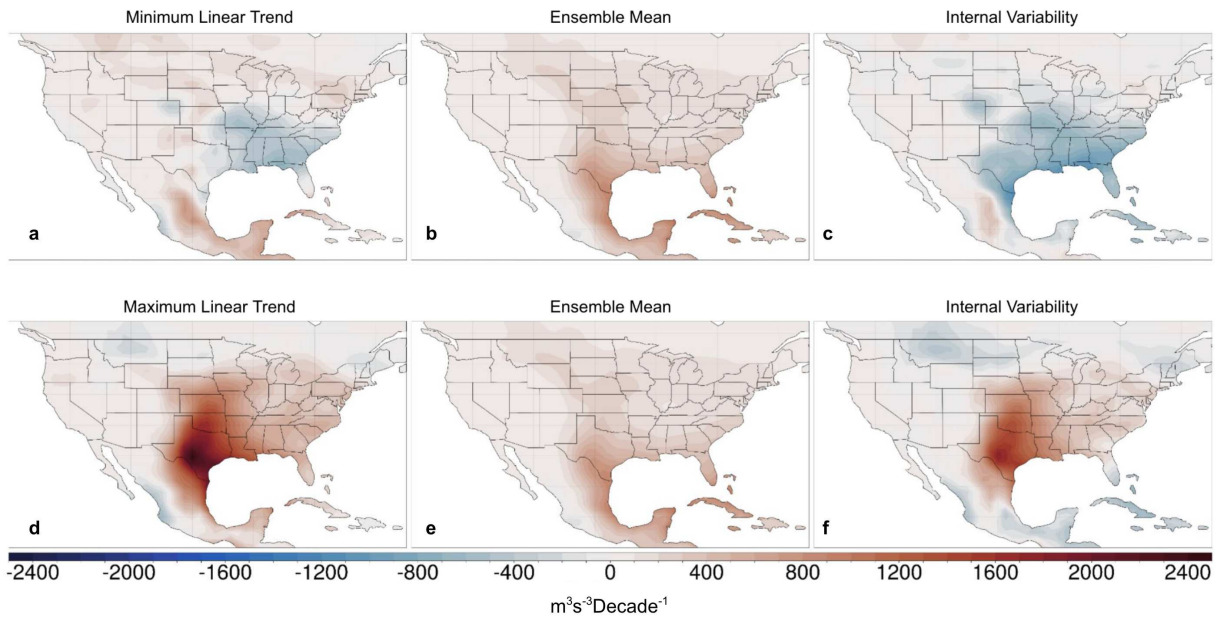 Minimum Linear Trend
Ensemble Mean
Internal Variability
a
b
c
Maximum Linear Trend
Ensemble Mean
Internal Variability
d
e
f
-2400 -2000 -1600 -1200 -800 -400 0 400 800 1200 1600 2000 2400
m³s⁻³Decade⁻¹